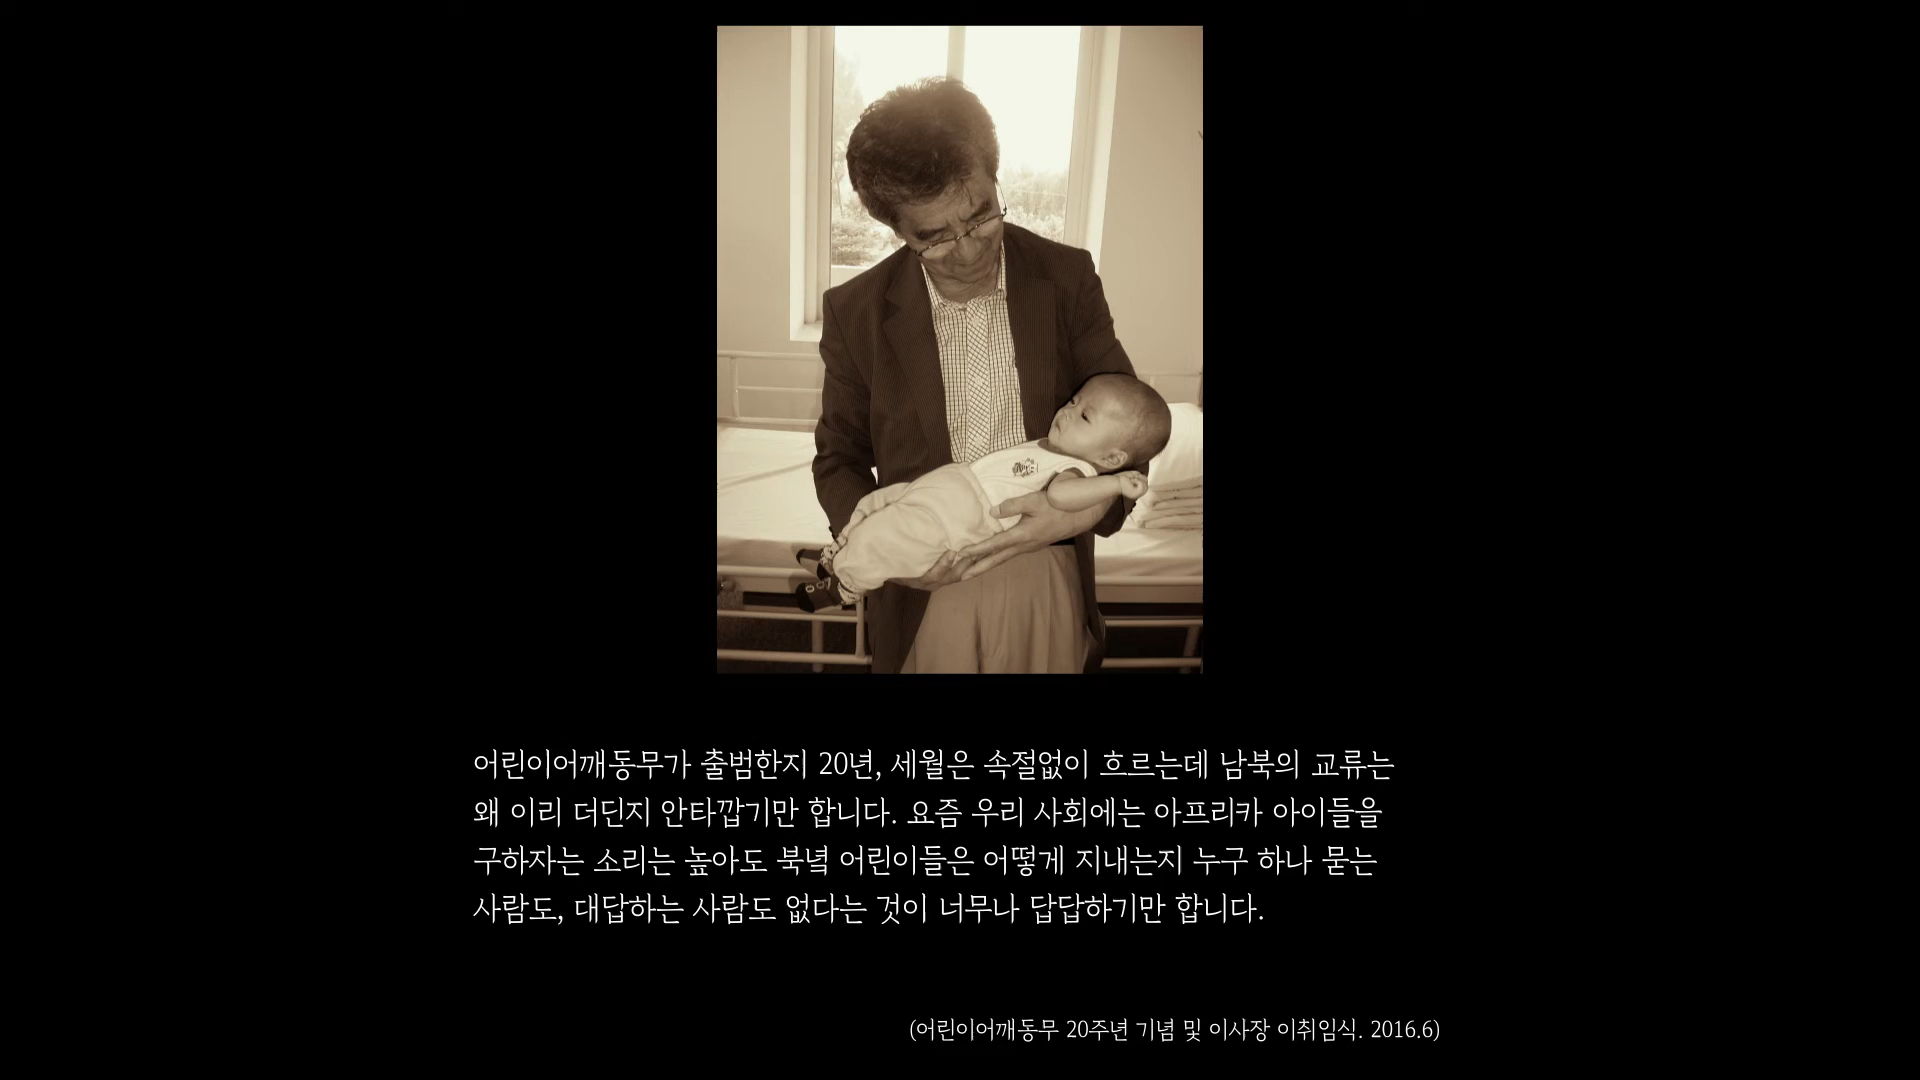 어린이어깨동무가 출범한지 20년, 세월은 속절없이 흐르는데 남북의 교류는
왜 이리 더딘지 안타깝기만 합니다. 요즘 우리 사회에는 아프리카 아이들을
구하자는 소리는 높아도 북녘 어린이들은 어떻게 지내는지 누구 하나 묻는
사람도, 대답하는 사람도 없다는 것이 너무나 답답하기만 합니다.
(어린이어깨동무 20주년 기념 및 이사장 이취임식. 2016.6)